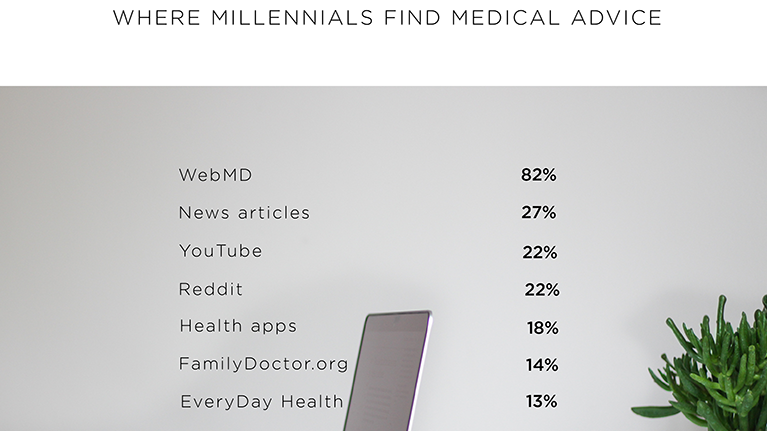 WHERE MILLENNIALS FIND MEDICAL ADVICE
WebMD 82%
News articles 27%
YouTube 22%
Reddit 22%
Health apps 18%
FamilyDoctor.org 14%
EveryDay Health 13%